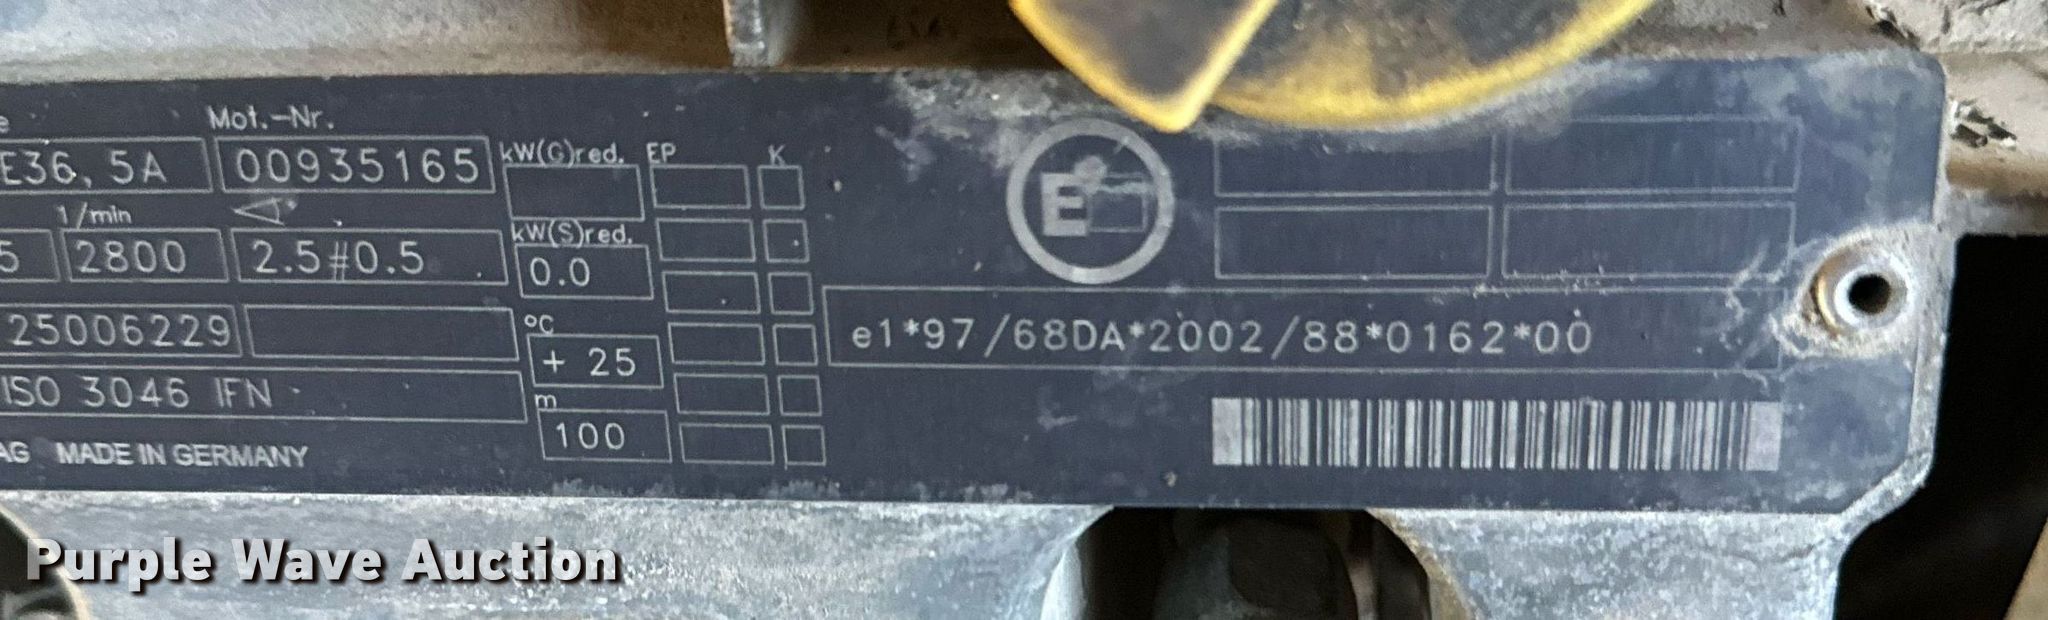 e Mot.-Nr.
E36, 5A 00935165 kW(G)red. EP K
1/min
5 2800 2.5#0.5 kW(S)red.
0.0
25006229 °C
+ 25
ISO 3046 IFN m
100
AG MADE IN GERMANY
E
e1*97/68DA*2002/88*0162*00
Purple Wave Auction